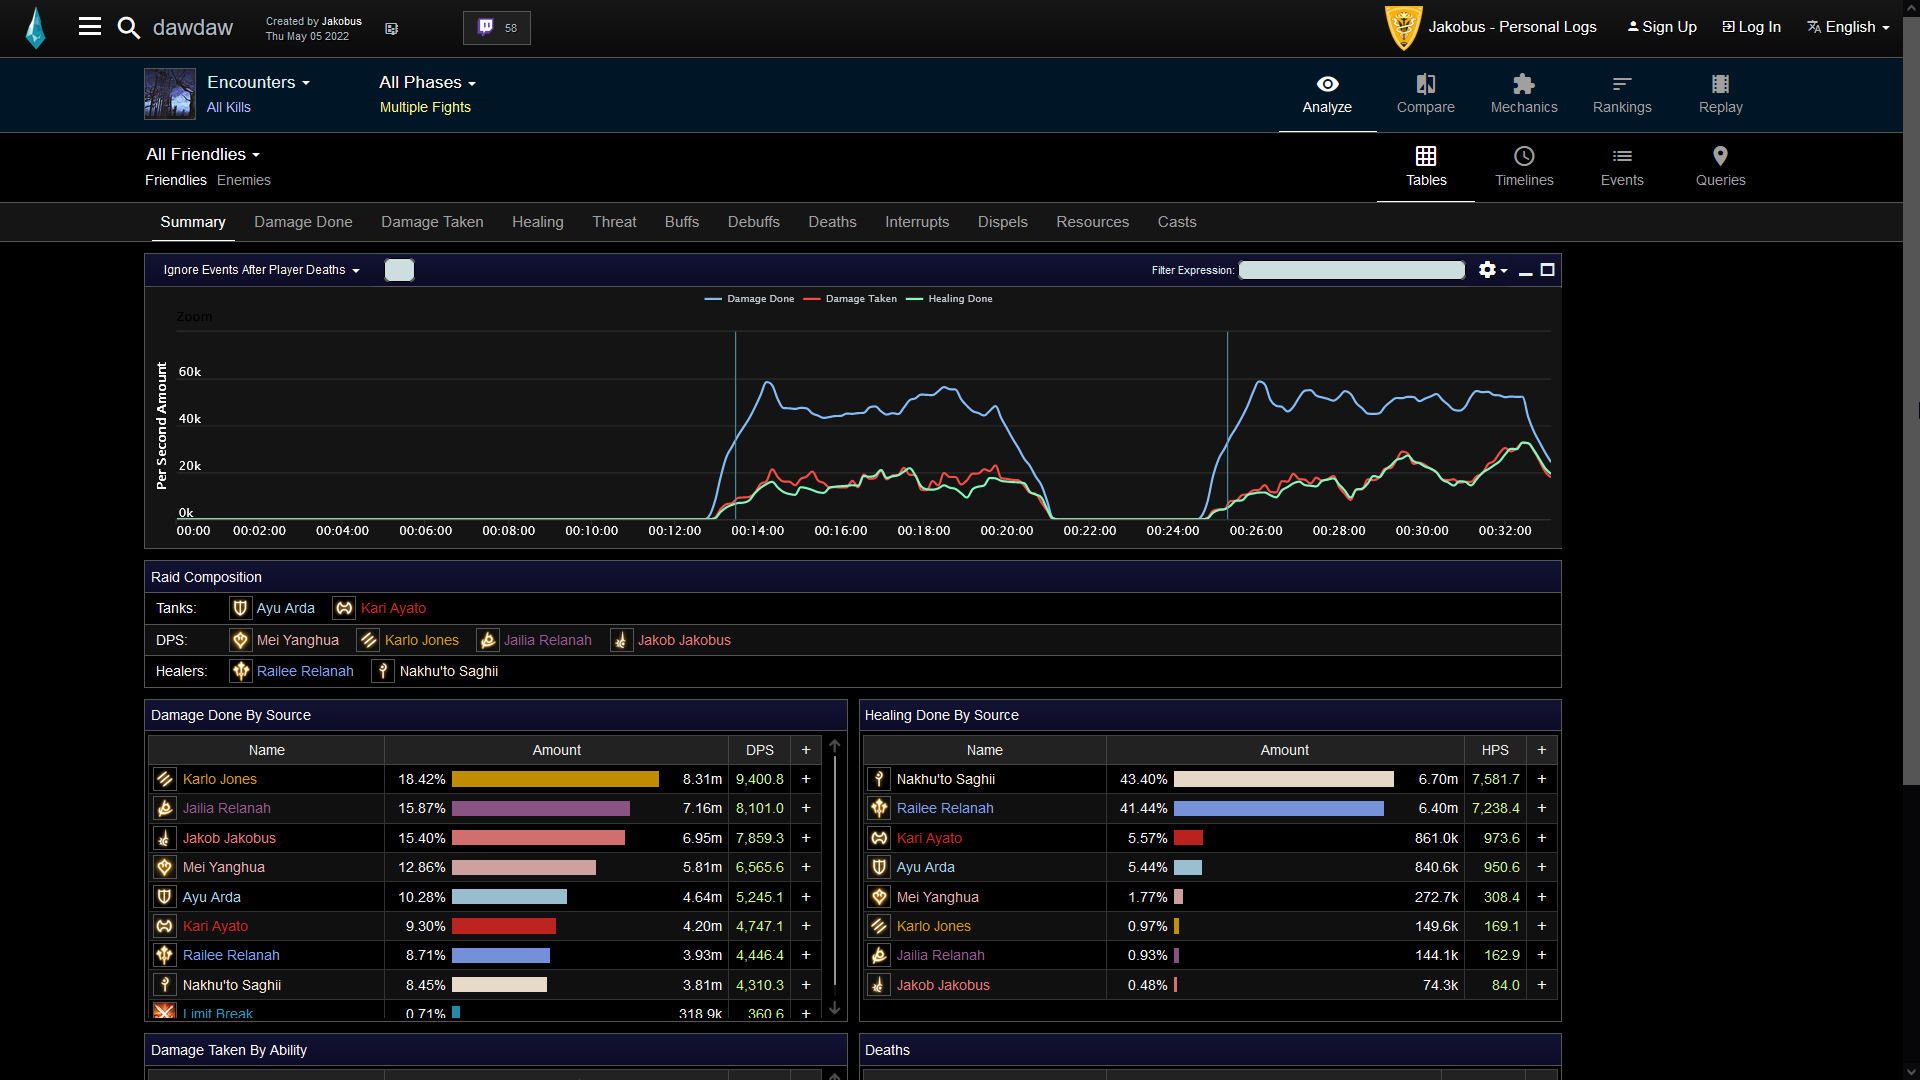 dawdaw
Created by Jakobus
Thu May 05 2022
58
Jakobus - Personal Logs
Sign Up
Log In
English
Encounters
All Kills
All Phases
Multiple Fights
Analyze
Compare
Mechanics
Rankings
Replay
All Friendlies
Friendlies Enemies
Tables
Timelines
Events
Queries
Summary Damage Done Damage Taken Healing Threat Buffs Debuffs Deaths Interrupts Dispels Resources Casts
Ignore Events After Player Deaths
Filter Expression:
Damage Done Damage Taken Healing Done
Zoom
Per Second Amount
60k
40k
20k
0k
00:00 00:02:00 00:04:00 00:06:00 00:08:00 00:10:00 00:12:00 00:14:00 00:16:00 00:18:00 00:20:00 00:22:00 00:24:00 00:26:00 00:28:00 00:30:00 00:32:00
Raid Composition
Tanks: Ayu Arda Kari Ayato
DPS: Mei Yanghua Karlo Jones Jailia Relanah Jakob Jakobus
Healers: Railee Relanah Nakhu'to Saghii
Damage Done By Source
Name Amount DPS +
Karlo Jones 18.42% 8.31m 9,400.8 +
Jailia Relanah 15.87% 7.16m 8,101.0 +
Jakob Jakobus 15.40% 6.95m 7,859.3 +
Mei Yanghua 12.86% 5.81m 6,565.6 +
Ayu Arda 10.28% 4.64m 5,245.1 +
Kari Ayato 9.30% 4.20m 4,747.1 +
Railee Relanah 8.71% 3.93m 4,446.4 +
Nakhu'to Saghii 8.45% 3.81m 4,310.3 +
Limit Break 0.71% 318.9k 360.6 +
Healing Done By Source
Name Amount HPS +
Nakhu'to Saghii 43.40% 6.70m 7,581.7 +
Railee Relanah 41.44% 6.40m 7,238.4 +
Kari Ayato 5.57% 861.0k 973.6 +
Ayu Arda 5.44% 840.6k 950.6 +
Mei Yanghua 1.77% 272.7k 308.4 +
Karlo Jones 0.97% 149.6k 169.1 +
Jailia Relanah 0.93% 144.1k 162.9 +
Jakob Jakobus 0.48% 74.3k 84.0 +
Damage Taken By Ability
Deaths